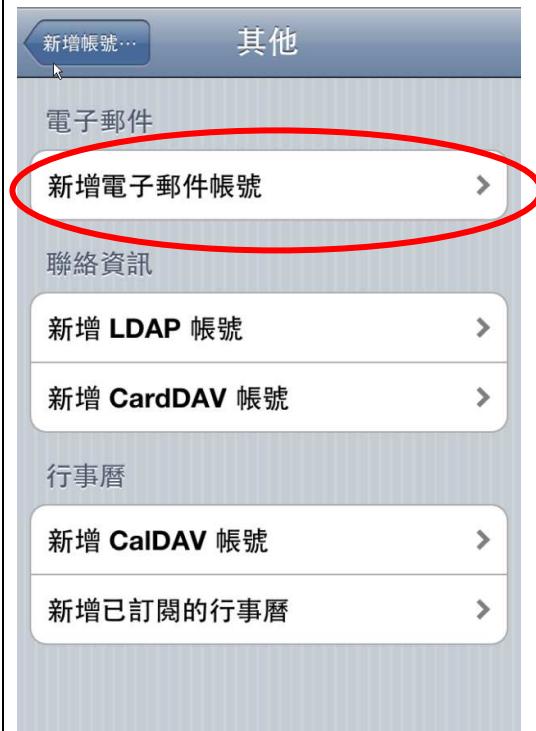 新增帳號…
其他
電子郵件
新增電子郵件帳號
聯絡資訊
新增 LDAP 帳號
新增 CardDAV 帳號
行事曆
新增 CalDAV 帳號
新增已訂閱的行事曆